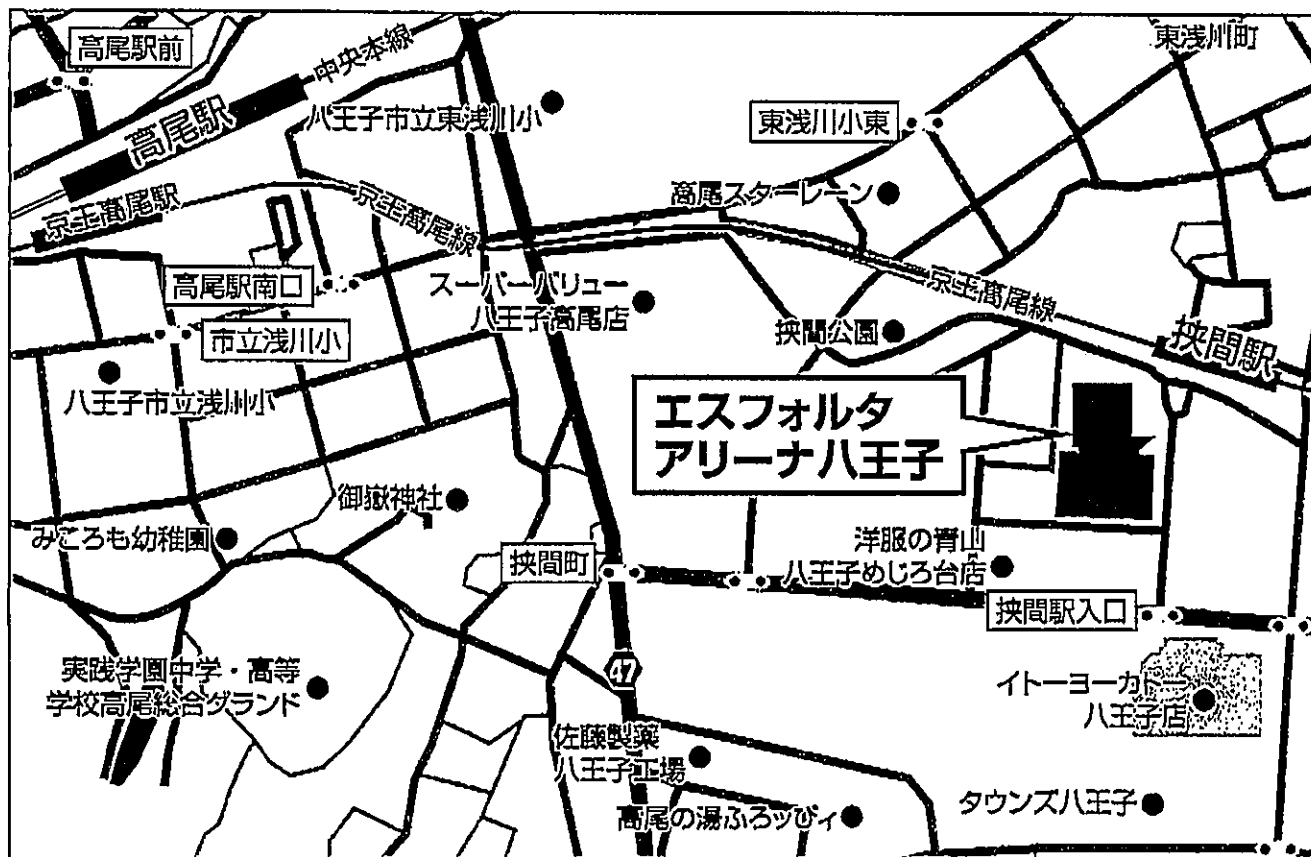 高尾駅前
中央本線
東浅川町
高尾駅
八王子市立東浅川小
東浅川小東
京王高尾駅
京王高尾線
高尾スターレーン
高尾駅南口
スーパーバリュー
八王子高尾店
京王高尾線
市立浅川小
狭間公園
狭間駅
八王子市立浅川小
エスフォルタ
アリーナ八王子
御嶽神社
みころも幼稚園
狭間町
洋服の青山
八王子めじろ台店
狭間駅入口
実践学園中学・高等
学校高尾総合グランド
47
イトーヨーカドー
八王子店
佐藤製薬
八王子工場
高尾の湯ふろッぴィ
タウンズ八王子